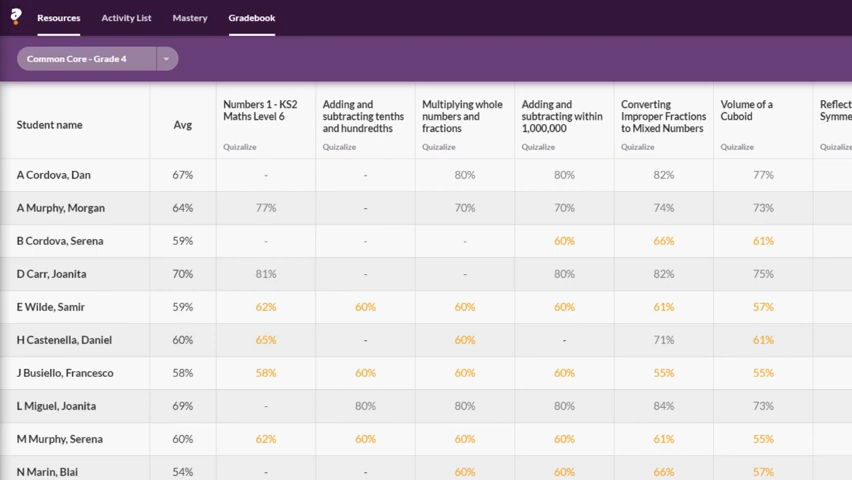 Resources Activity List Mastery Gradebook
Common Core - Grade 4
Student name Avg Numbers 1 - KS2 Adding and Multiplying whole Adding and Converting Volume of a Reflect
Maths Level 6 subtracting tenths numbers and subtracting within Improper Fractions Cuboid Symme
and hundredths fractions 1,000,000 to Mixed Numbers
Quizalize Quizalize Quizalize Quizalize Quizalize Quizalize Quizalize
A Cordova, Dan 67% - - 80% 80% 82% 77%
A Murphy, Morgan 64% 77% - 70% 70% 74% 73%
B Cordova, Serena 59% - - - 60% 66% 61%
D Carr, Joanita 70% 81% - - 80% 82% 75%
E Wilde, Samir 59% 62% 60% 60% 60% 61% 57%
H Castenella, Daniel 60% 65% - 60% - 71% 61%
J Busiello, Francesco 58% 58% 60% 60% 60% 55% 55%
L Miguel, Joanita 69% - 80% 80% 80% 84% 73%
M Murphy, Serena 60% 62% 60% 60% 60% 61% 55%
N Marin, Blai 54% - - 60% 60% 66% 57%